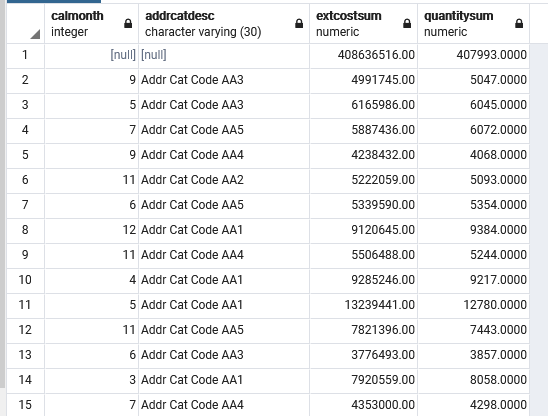 calmonth addrcatdesc extcostsum quantitysum
integer character varying (30) numeric numeric
1 [null] [null] 408636516.00 407993.0000
2 9 Addr Cat Code AA3 4991745.00 5047.0000
3 5 Addr Cat Code AA3 6165986.00 6045.0000
4 7 Addr Cat Code AA5 5887436.00 6072.0000
5 9 Addr Cat Code AA4 4238432.00 4068.0000
6 11 Addr Cat Code AA2 5222059.00 5093.0000
7 6 Addr Cat Code AA5 5339590.00 5354.0000
8 12 Addr Cat Code AA1 9120645.00 9384.0000
9 11 Addr Cat Code AA4 5506488.00 5244.0000
10 4 Addr Cat Code AA1 9285246.00 9217.0000
11 5 Addr Cat Code AA1 13239441.00 12780.0000
12 11 Addr Cat Code AA5 7821396.00 7443.0000
13 6 Addr Cat Code AA3 3776493.00 3857.0000
14 3 Addr Cat Code AA1 7920559.00 8058.0000
15 7 Addr Cat Code AA4 4353000.00 4298.0000